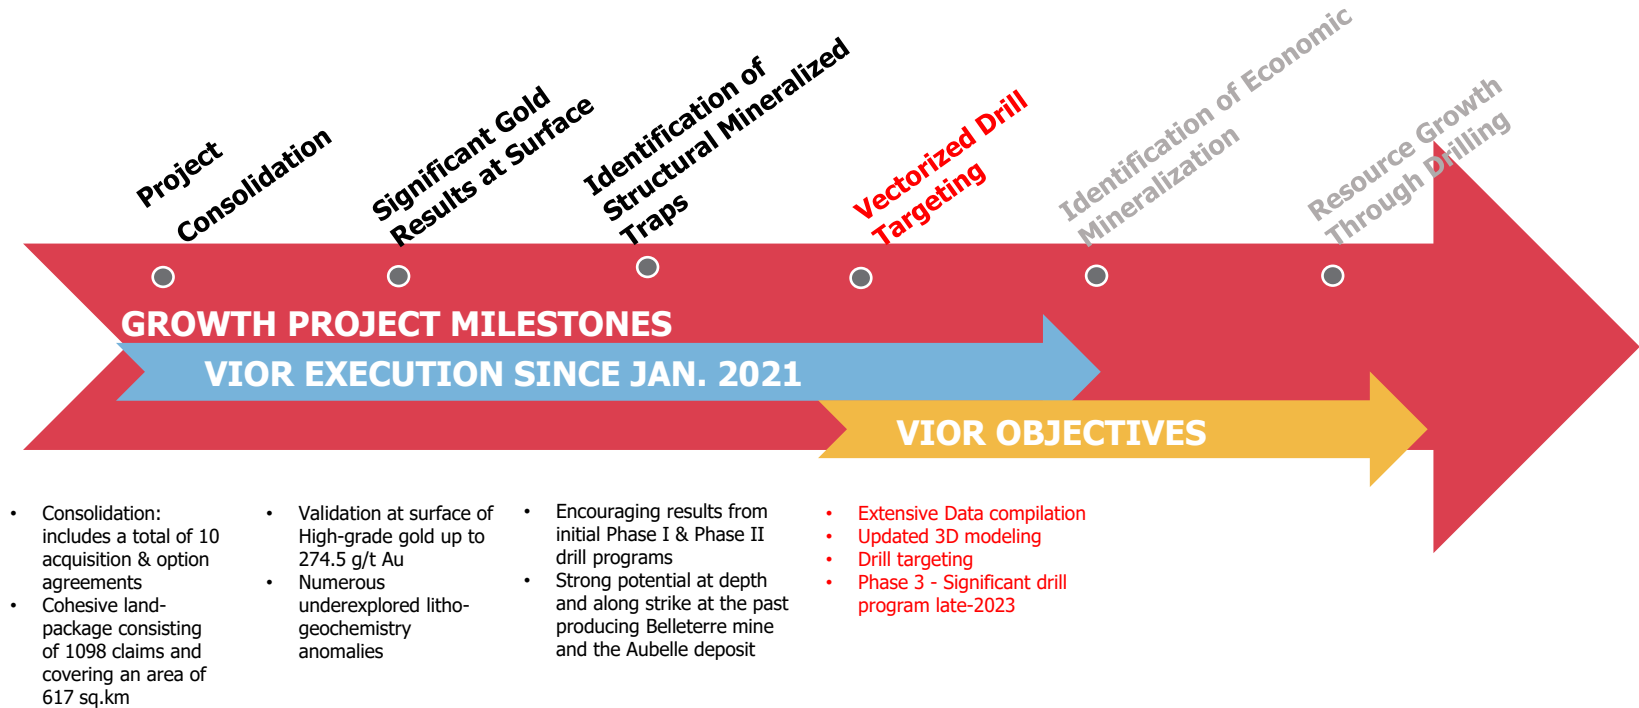 Project
Consolidation
Significant Gold
Results at Surface
Identification of
Structural Mineralized
Traps
Vectorized Drill
Targeting
Identification of Economic
Mineralization
Resource Growth
Through Drilling
GROWTH PROJECT MILESTONES
VIOR EXECUTION SINCE JAN. 2021
VIOR OBJECTIVES
• Consolidation:
includes a total of 10
acquisition & option
agreements
• Cohesive land-
package consisting
of 1098 claims and
covering an area of
617 sq.km
• Validation at surface of
High-grade gold up to
274.5 g/t Au
• Numerous
underexplored litho-
geochemistry
anomalies
• Encouraging results from
initial Phase I & Phase II
drill programs
• Strong potential at depth
and along strike at the past
producing Belleterre mine
and the Aubelle deposit
• Extensive Data compilation
• Updated 3D modeling
• Drill targeting
• Phase 3 - Significant drill
program late-2023